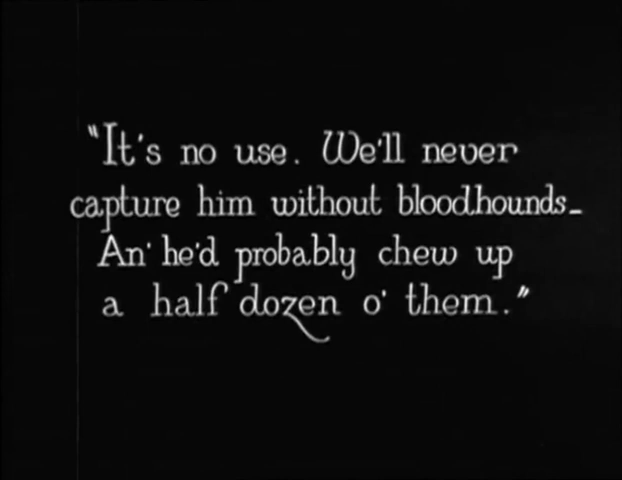 "It's no use. We'll never
capture him without bloodhounds_
An' he'd probably chew up
a half dozen o' them."